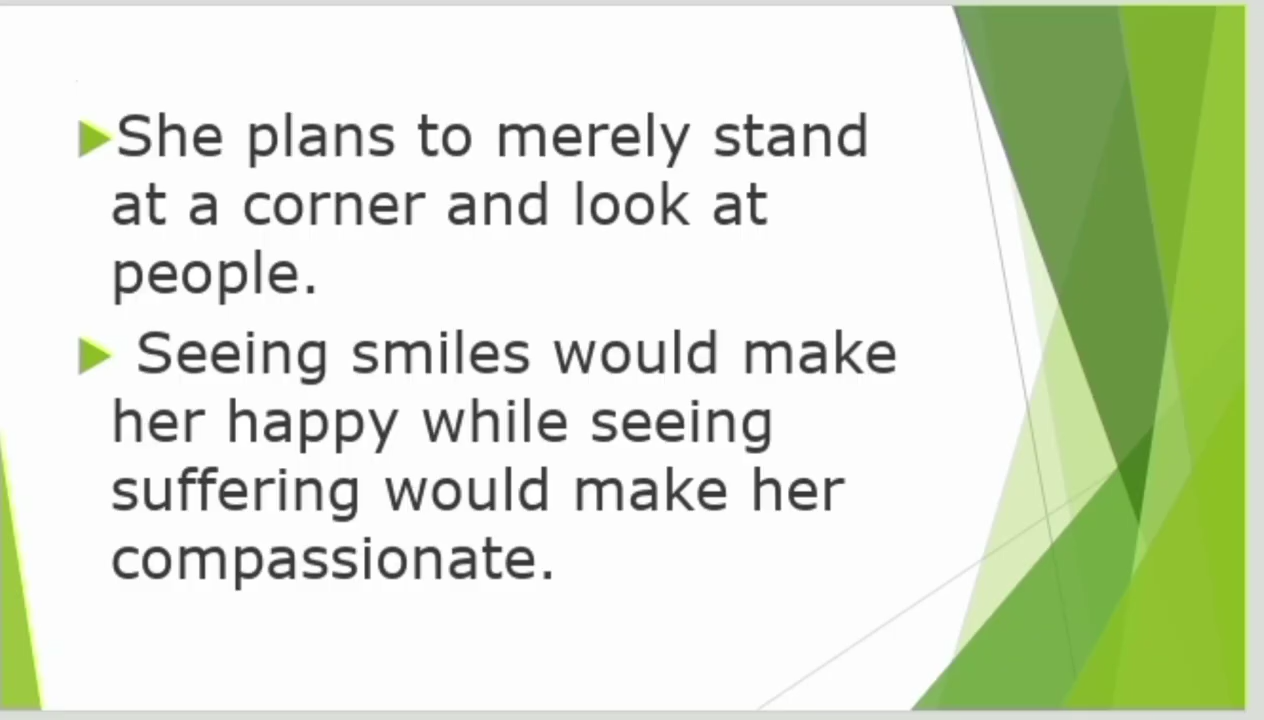 She plans to merely stand
at a corner and look at
people.
Seeing smiles would make
her happy while seeing
suffering would make her
compassionate.